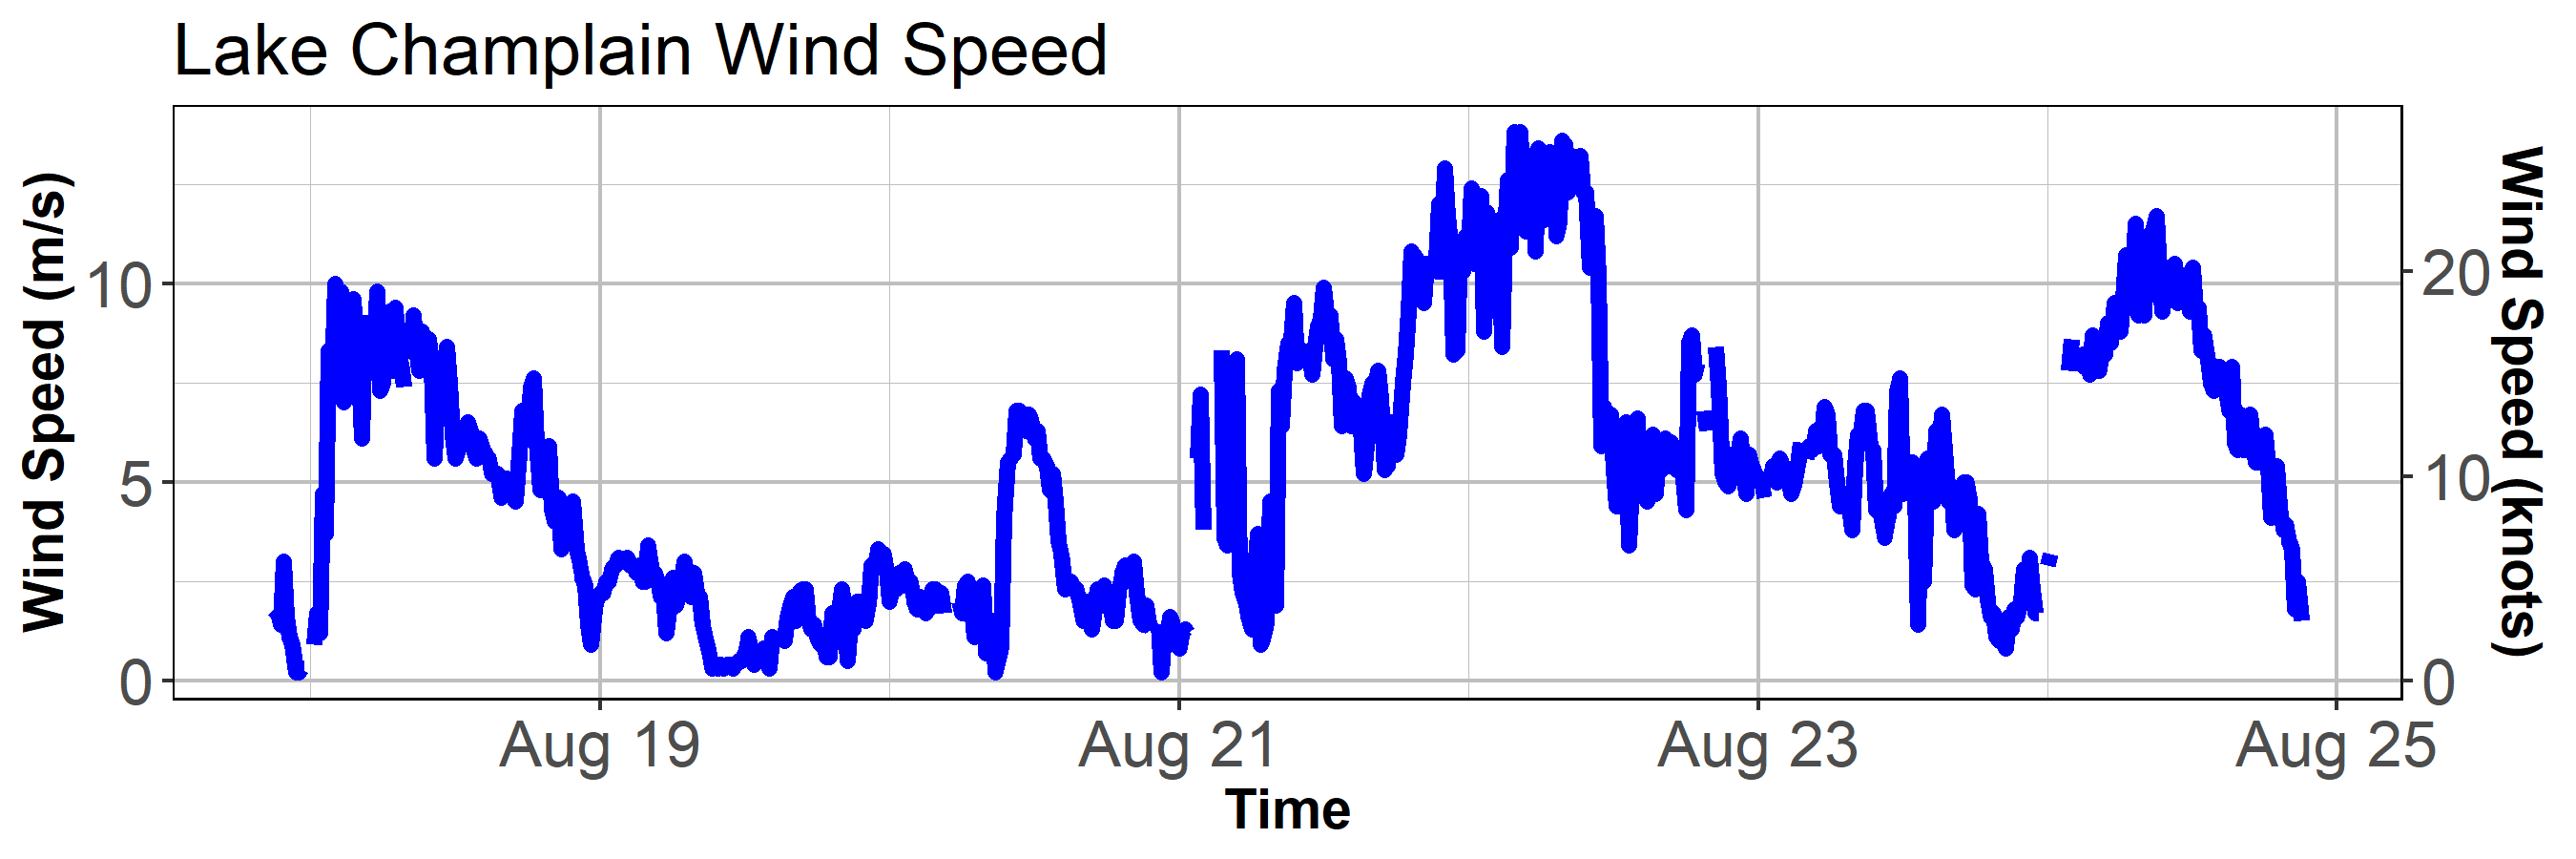 Lake Champlain Wind Speed
Wind Speed (m/s)
10
5
0
20
10
0
Wind Speed (knots)
Aug 19
Aug 21
Aug 23
Aug 25
Time